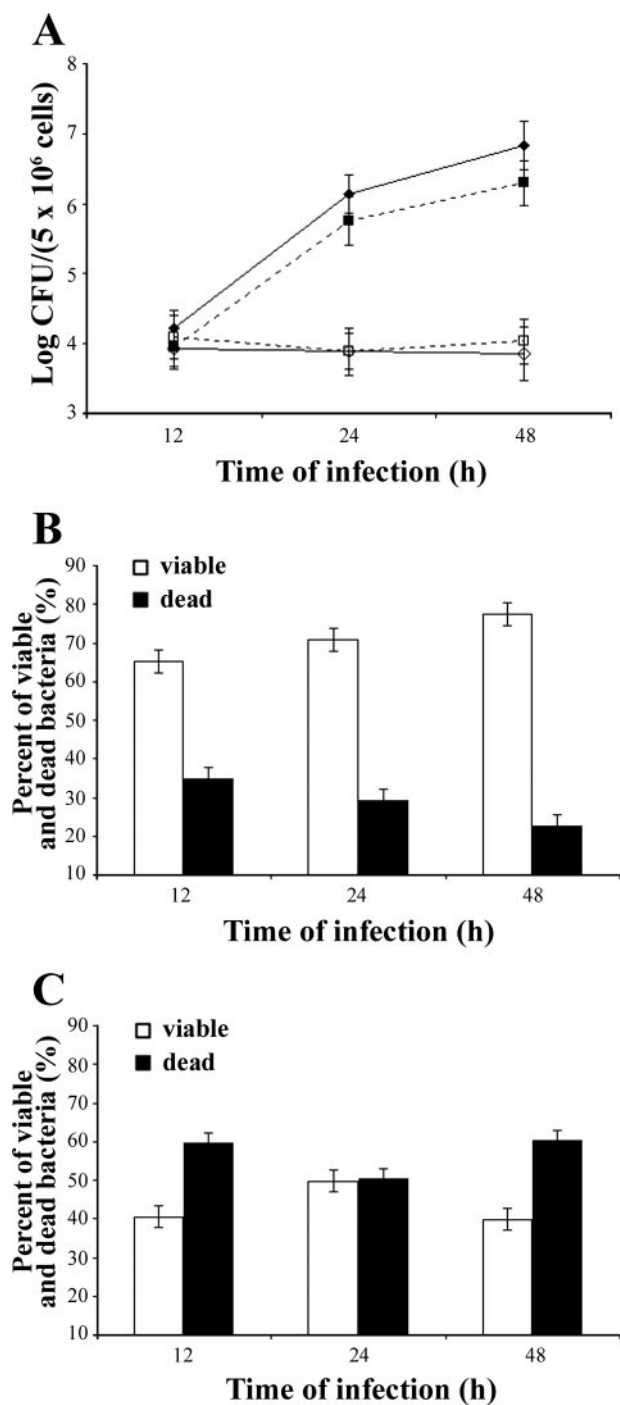 A
Log CFU/(5 x 10⁶ cells)
8
7
6
5
4
3
12 24 48
Time of infection (h)
B
Percent of viable
and dead bacteria (%)
90
80
70
60
50
40
30
20
10
viable
dead
12 24 48
Time of infection (h)
C
Percent of viable
and dead bacteria (%)
90
80
70
60
50
40
30
20
10
viable
dead
12 24 48
Time of infection (h)